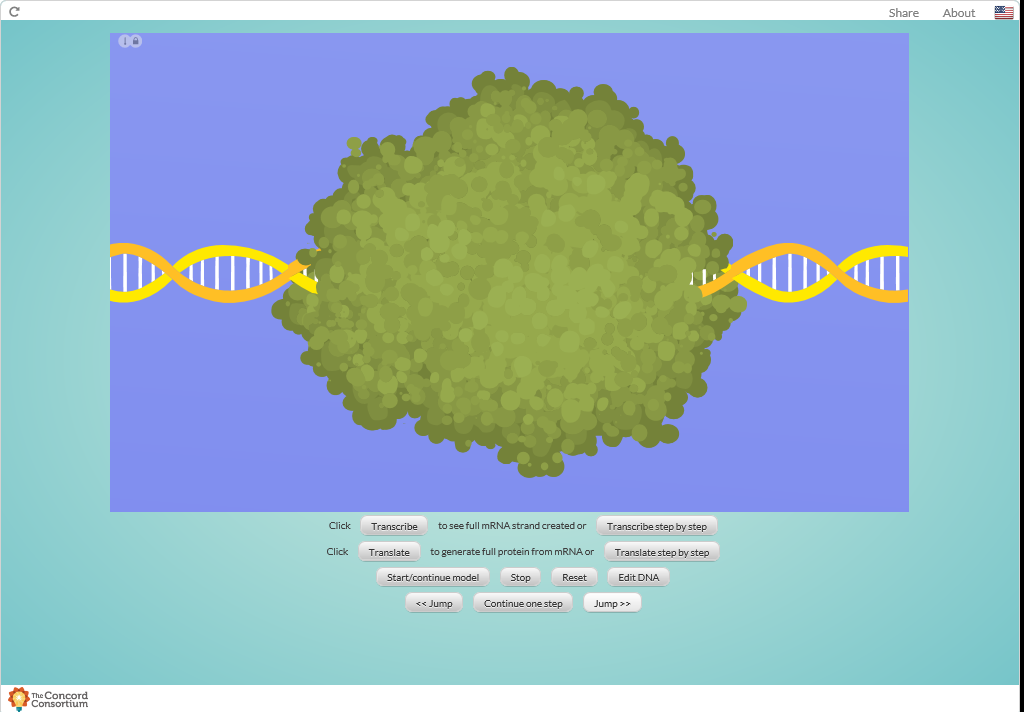 Share About
Click Transcribe to see full mRNA strand created or Transcribe step by step
Click Translate to generate full protein from mRNA or Translate step by step
Start/continue model Stop Reset Edit DNA
<< Jump Continue one step Jump >>
The Concord
Consortium